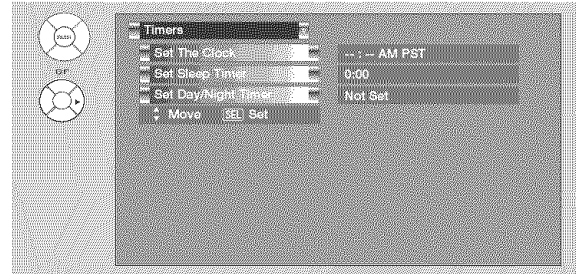 Timers
Set The Clock
-- : -- AM PST
Set Sleep Timer
0:00
Set Day/Night Timer
Not Set
Move SEL Set